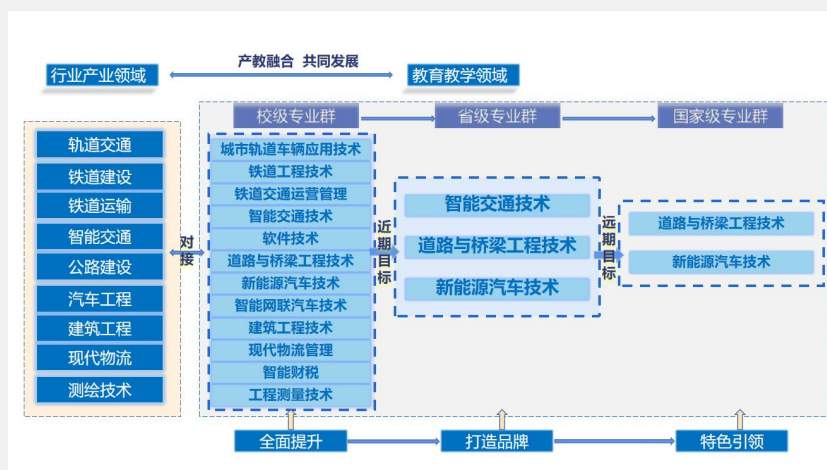 产教融合 共同发展
行业产业领域
教育教学领域
校级专业群
省级专业群
国家级专业群
轨道交通
铁道建设
铁道运输
智能交通
公路建设
汽车工程
建筑工程
现代物流
测绘技术
对接
城市轨道车辆应用技术
铁道工程技术
铁道交通运营管理
智能交通技术
软件技术
道路与桥梁工程技术
新能源汽车技术
智能网联汽车技术
建筑工程技术
现代物流管理
智能财税
工程测量技术
近期目标
智能交通技术
道路与桥梁工程技术
新能源汽车技术
远期目标
道路与桥梁工程技术
新能源汽车技术
全面提升
打造品牌
特色引领